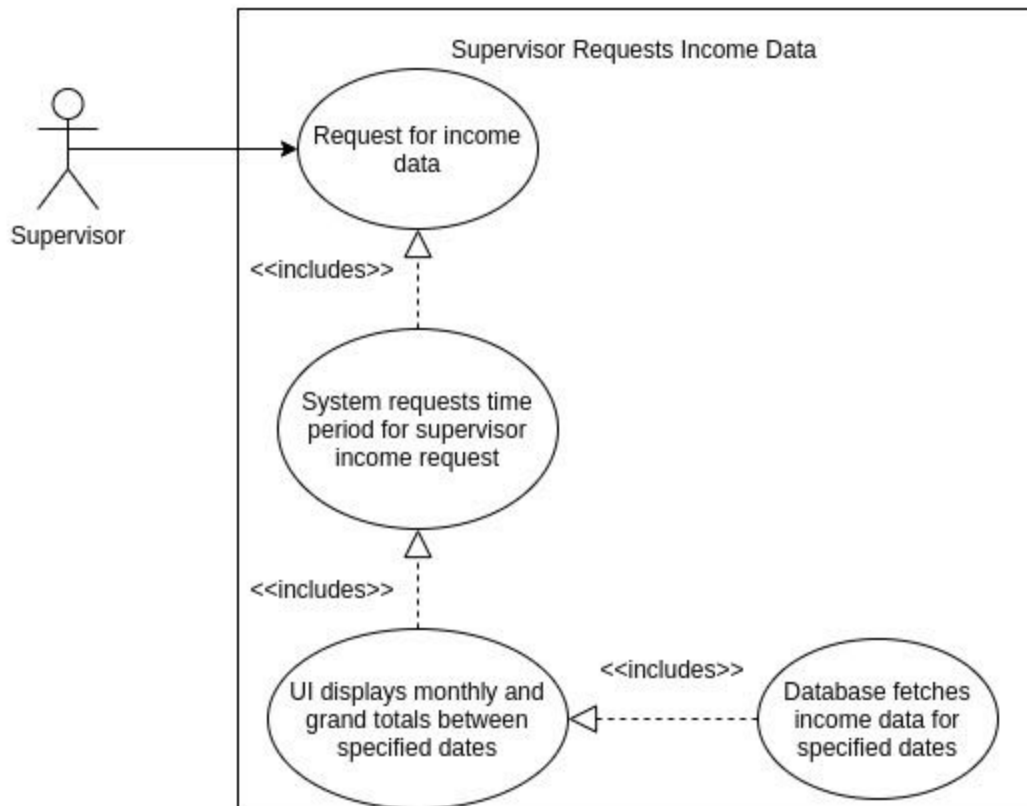 Supervisor Requests Income Data
Request for income
data
Supervisor
<<includes>>
System requests time
period for supervisor
income request
<<includes>>
UI displays monthly and
grand totals between
specified dates
<<includes>>
Database fetches
income data for
specified dates